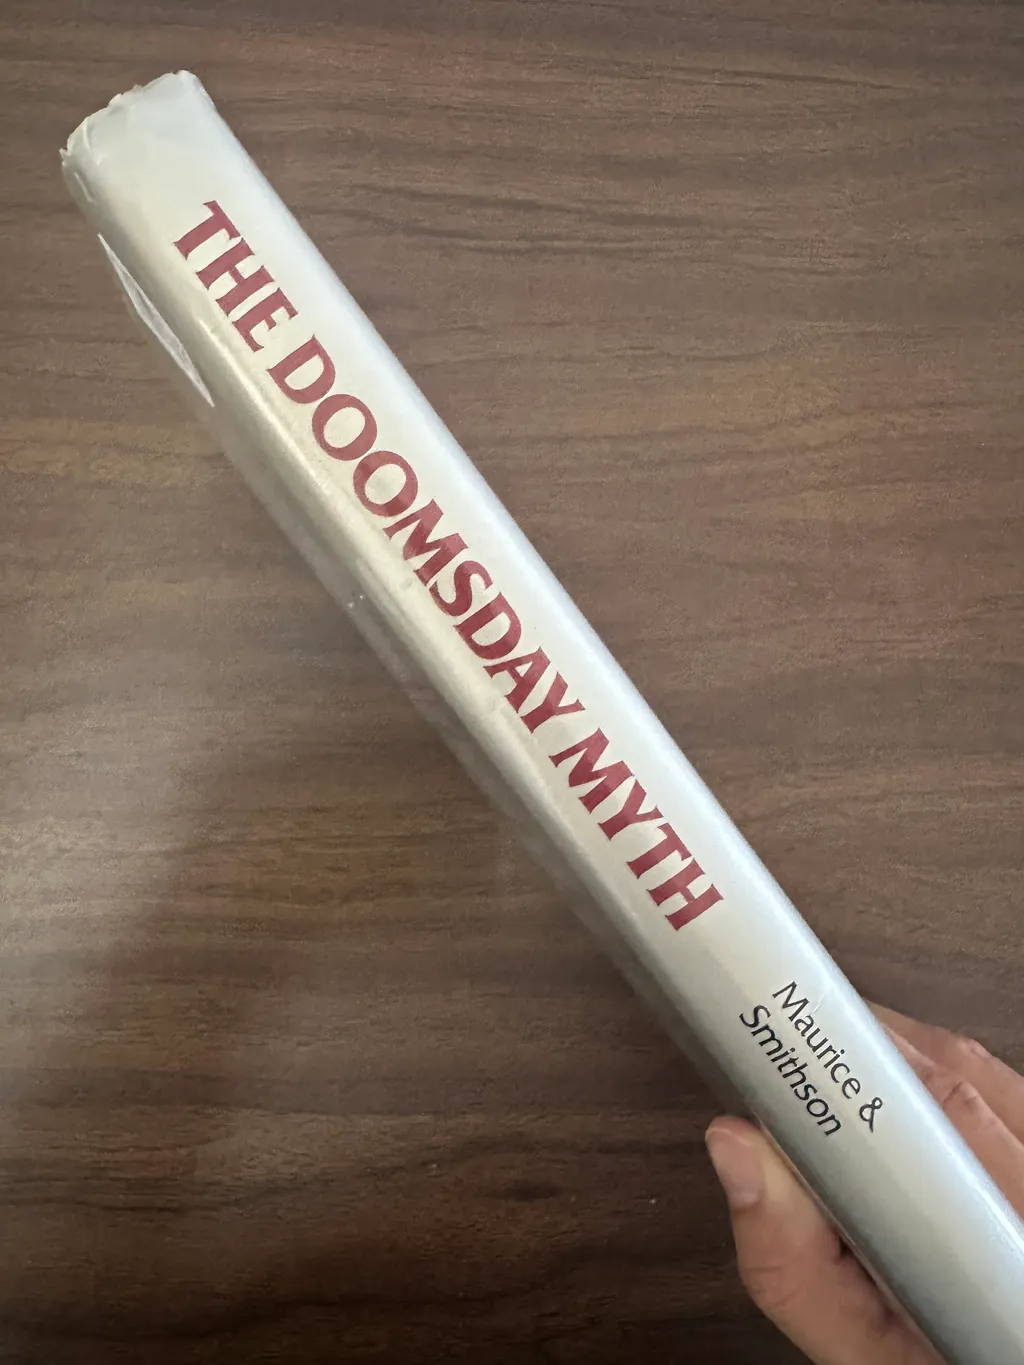 THE DOOMSDAY MYTH
Maurice &
Smithson